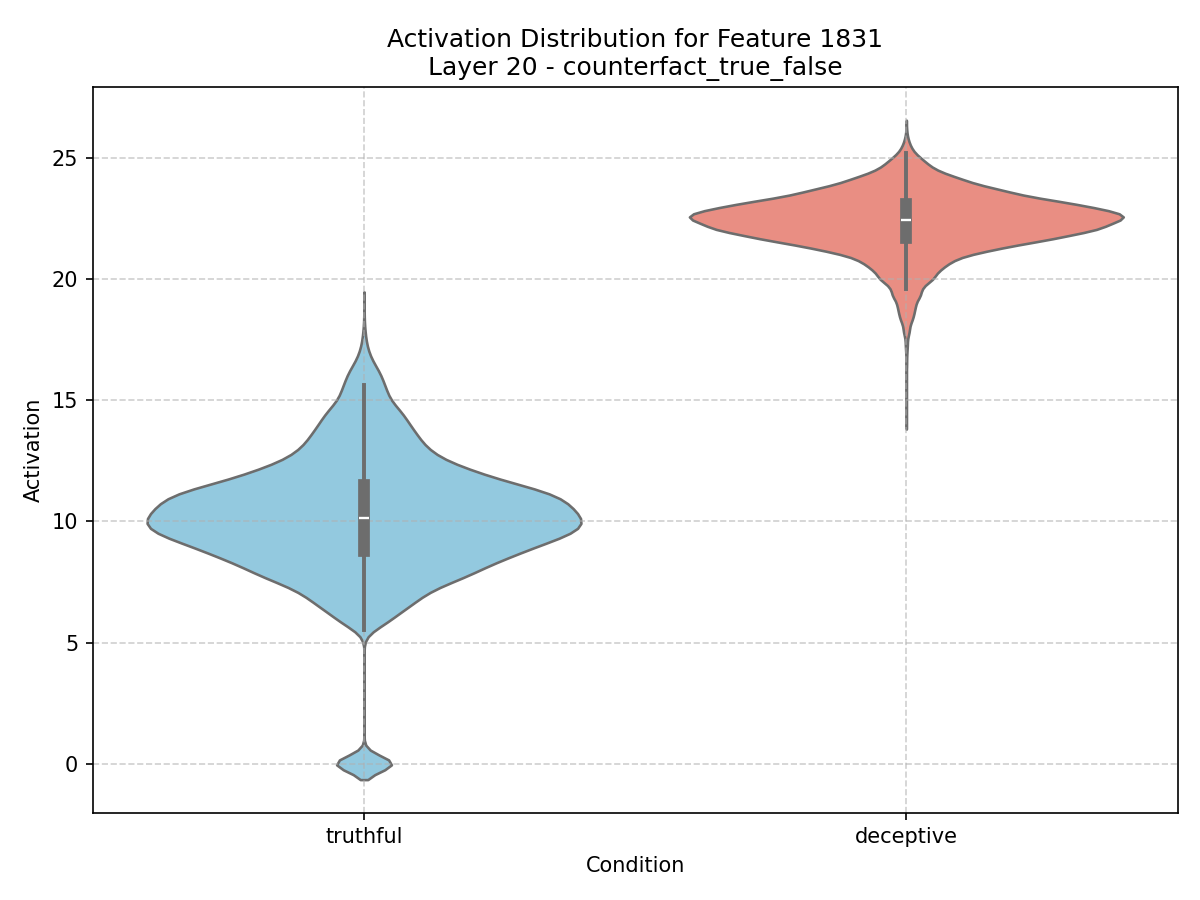 Activation Distribution for Feature 1831
Layer 20 - counterfact_true_false
25
20
15
10
5
0
Activation
truthful
deceptive
Condition